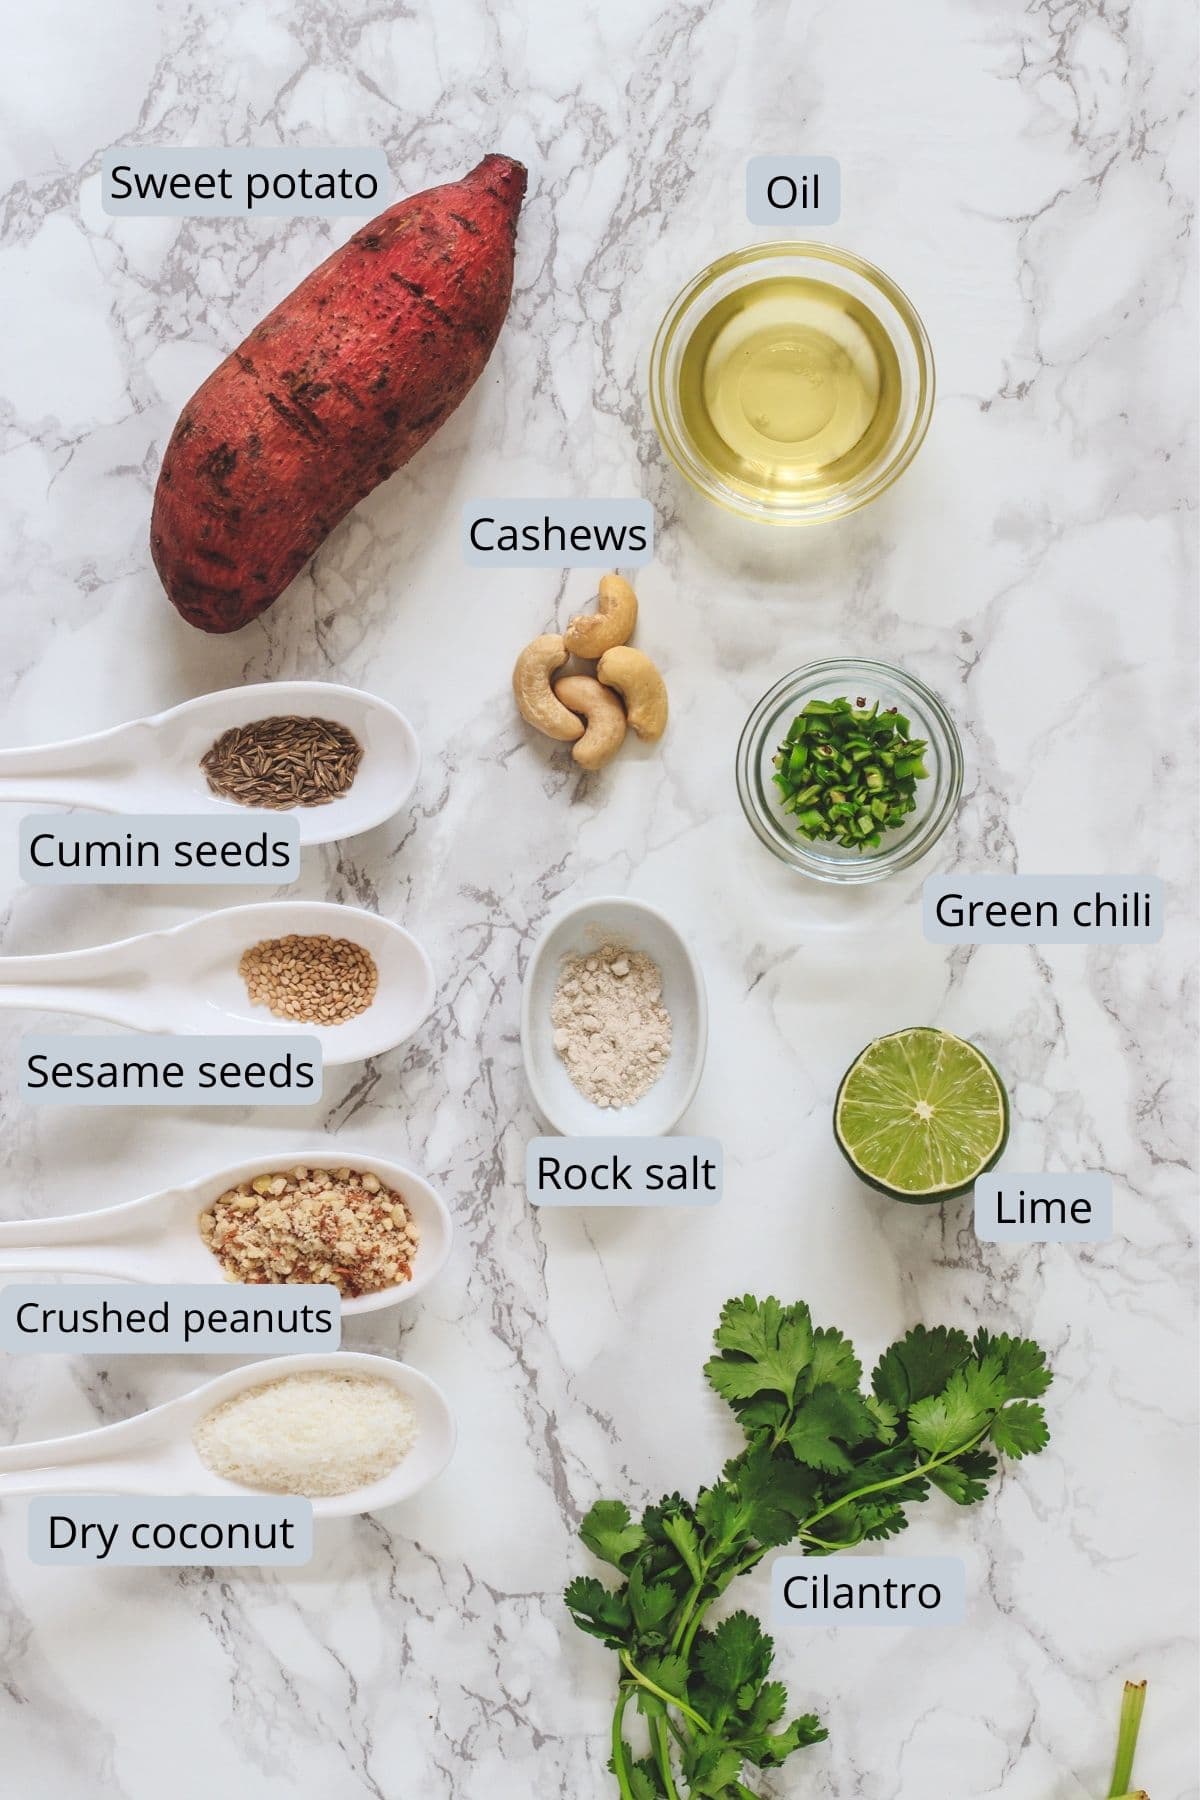 Sweet potato
Oil
Cashews
Cumin seeds
Green chili
Sesame seeds
Rock salt
Lime
Crushed peanuts
Dry coconut
Cilantro